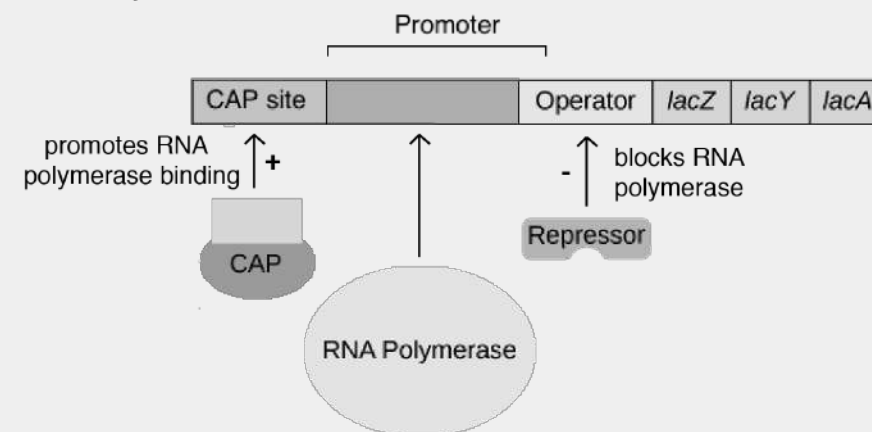 Promoter
CAP site
Operator
lacZ
lacY
lacA
promotes RNA
polymerase binding
+
-
blocks RNA
polymerase
CAP
Repressor
RNA Polymerase